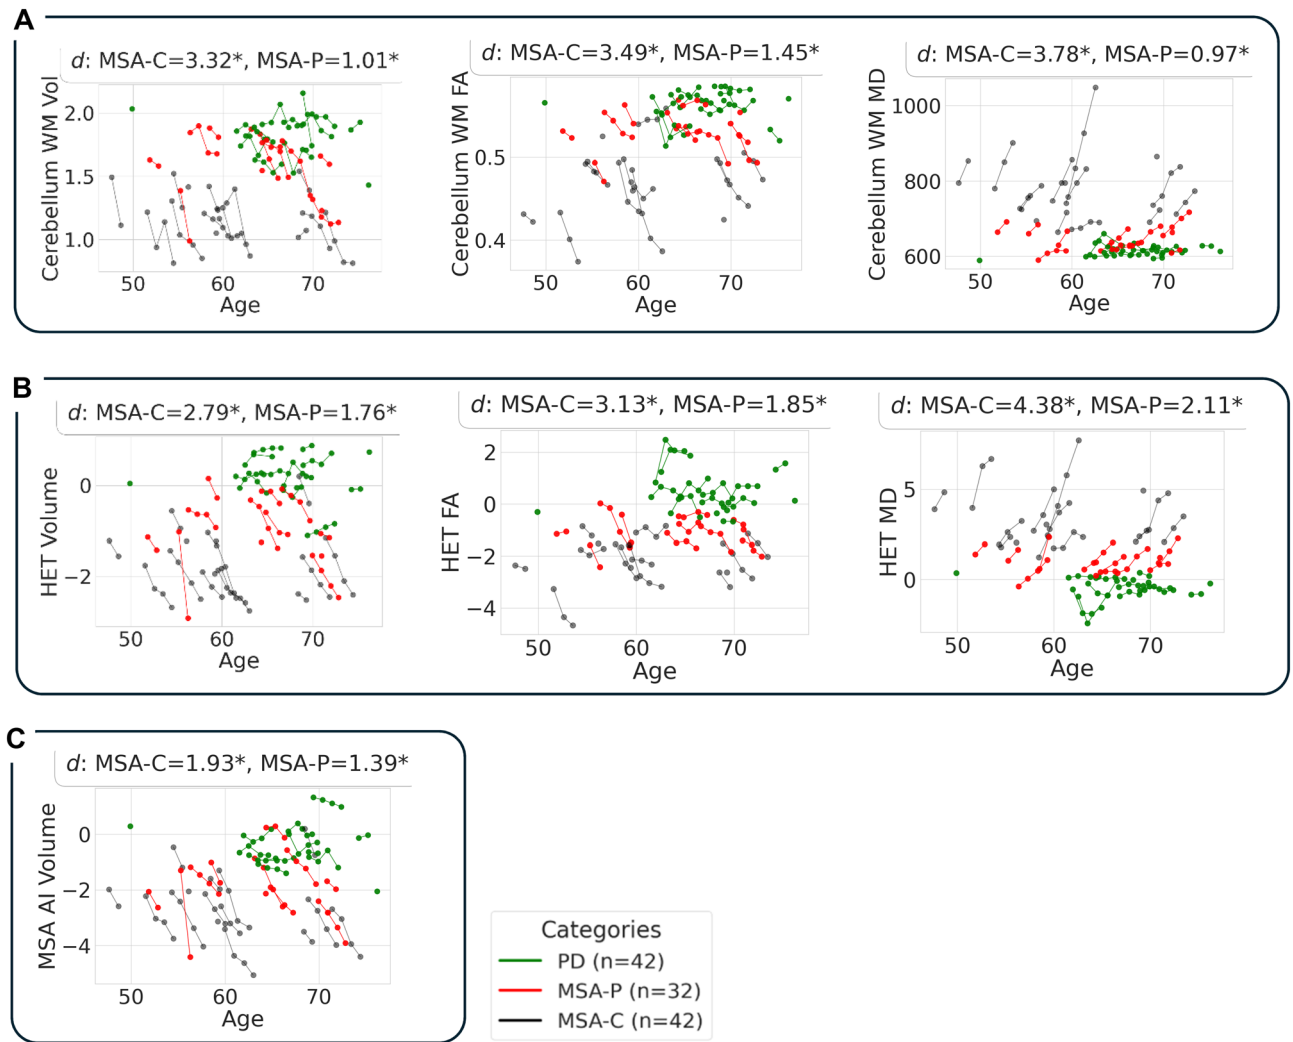 A
d: MSA-C=3.32*, MSA-P=1.01*
Cerebellum WM Vol
2.0
1.5
1.0
50 60 70
Age
d: MSA-C=3.49*, MSA-P=1.45*
Cerebellum WM FA
0.5
0.4
50 60 70
Age
d: MSA-C=3.78*, MSA-P=0.97*
Cerebellum WM MD
1000
800
600
50 60 70
Age
B
d: MSA-C=2.79*, MSA-P=1.76*
HET Volume
0
−2
50 60 70
Age
d: MSA-C=3.13*, MSA-P=1.85*
HET FA
2
0
−2
−4
50 60 70
Age
d: MSA-C=4.38*, MSA-P=2.11*
HET MD
5
0
50 60 70
Age
C
d: MSA-C=1.93*, MSA-P=1.39*
MSA AI Volume
0
−2
−4
50 60 70
Age
Categories
PD (n=42)
MSA-P (n=32)
MSA-C (n=42)